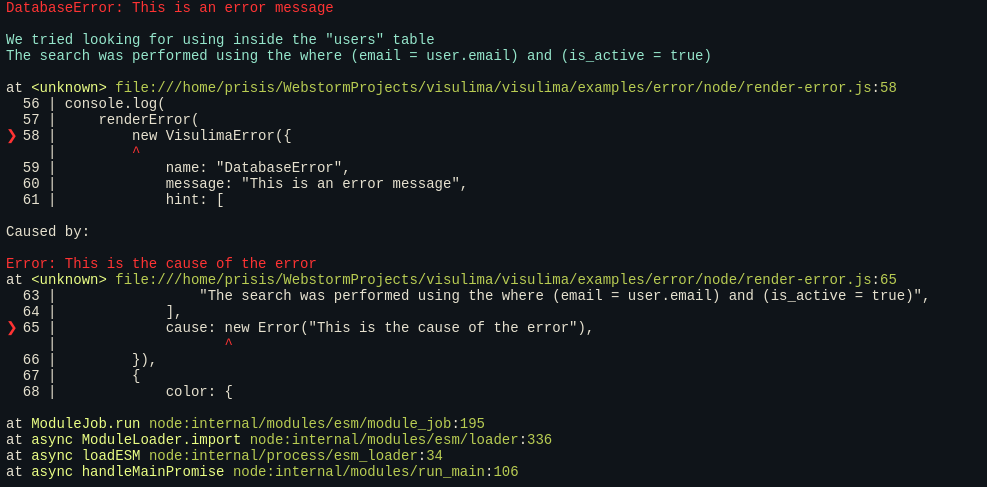 DatabaseError: This is an error message

We tried looking for using inside the "users" table
The search was performed using the where (email = user.email) and (is_active = true)

at <unknown> file:///home/prisis/WebstormProjects/visulima/visulima/examples/error/node/render-error.js:58
  56 | console.log(
  57 |     renderError(
❯ 58 |         new VisulimaError({
     |         ^
  59 |             name: "DatabaseError",
  60 |             message: "This is an error message",
  61 |             hint: [

Caused by:

Error: This is the cause of the error
at <unknown> file:///home/prisis/WebstormProjects/visulima/visulima/examples/error/node/render-error.js:65
  63 |                 "The search was performed using the where (email = user.email) and (is_active = true)",
  64 |             ],
❯ 65 |             cause: new Error("This is the cause of the error"),
     |                    ^
  66 |         }),
  67 |         {
  68 |             color: {

at ModuleJob.run node:internal/modules/esm/module_job:195
at async ModuleLoader.import node:internal/modules/esm/loader:336
at async loadESM node:internal/process/esm_loader:34
at async handleMainPromise node:internal/modules/run_main:106